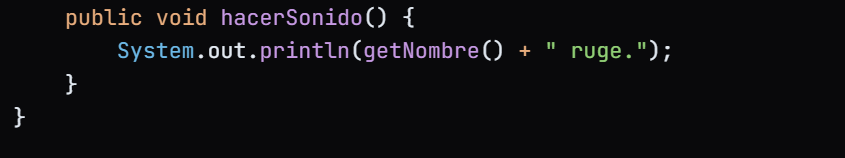 public void hacerSonido() {
System.out.println(getNombre() + " ruge.");
}
}